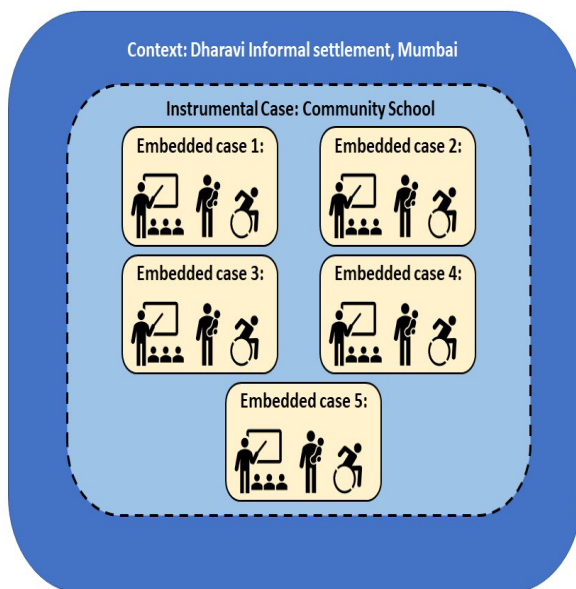 Context: Dharavi Informal settlement, Mumbai
Instrumental Case: Community School
Embedded case 1:
Embedded case 2:
Embedded case 3:
Embedded case 4:
Embedded case 5: